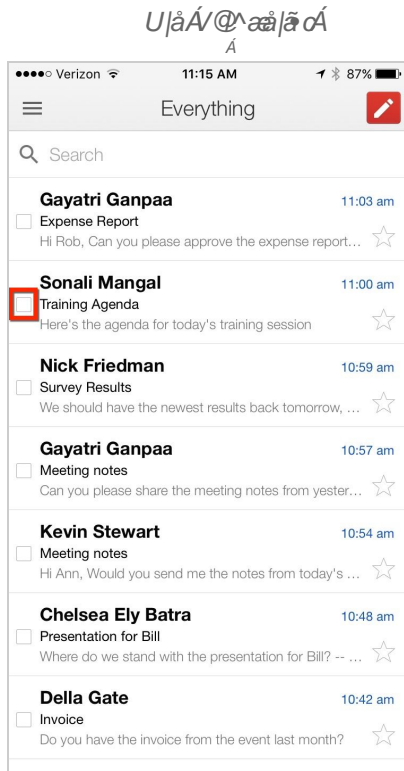 Verizon 11:15 AM 87%
Everything
Search
Gayatri Ganpaa 11:03 am
Expense Report
Hi Rob, Can you please approve the expense report…
Sonali Mangal 11:00 am
Training Agenda
Here's the agenda for today's training session
Nick Friedman 10:59 am
Survey Results
We should have the newest results back tomorrow, …
Gayatri Ganpaa 10:57 am
Meeting notes
Can you please share the meeting notes from yester…
Kevin Stewart 10:54 am
Meeting notes
Hi Ann, Would you send me the notes from today's …
Chelsea Ely Batra 10:48 am
Presentation for Bill
Where do we stand with the presentation for Bill? -- …
Della Gate 10:42 am
Invoice
Do you have the invoice from the event last month?